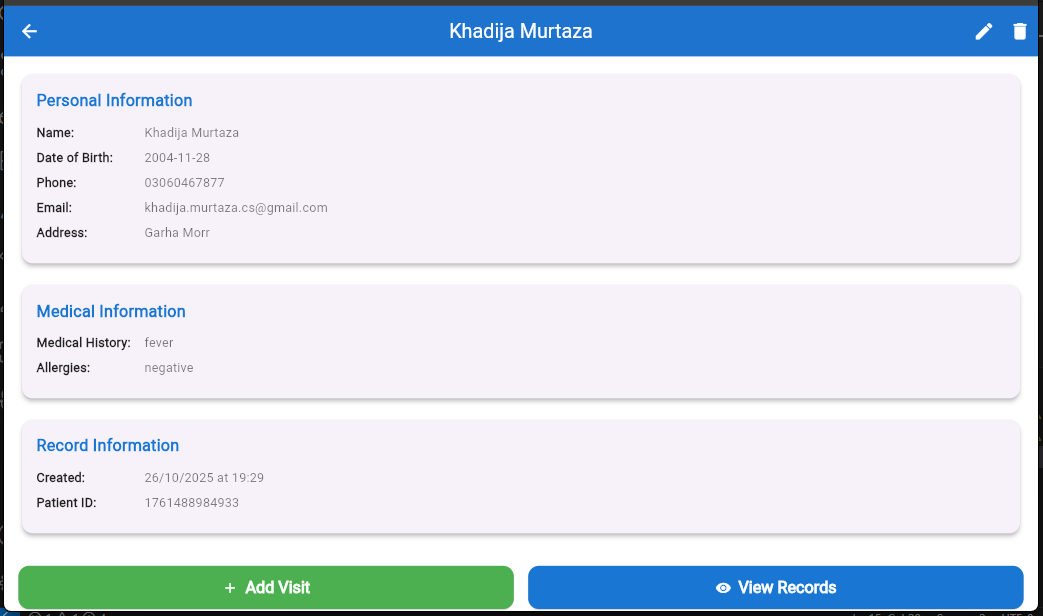 Khadija Murtaza
Personal Information
Name: Khadija Murtaza
Date of Birth: 2004-11-28
Phone: 03060467877
Email: khadija.murtaza.cs@gmail.com
Address: Garha Morr
Medical Information
Medical History: fever
Allergies: negative
Record Information
Created: 26/10/2025 at 19:29
Patient ID: 1761488984933
+ Add Visit
View Records